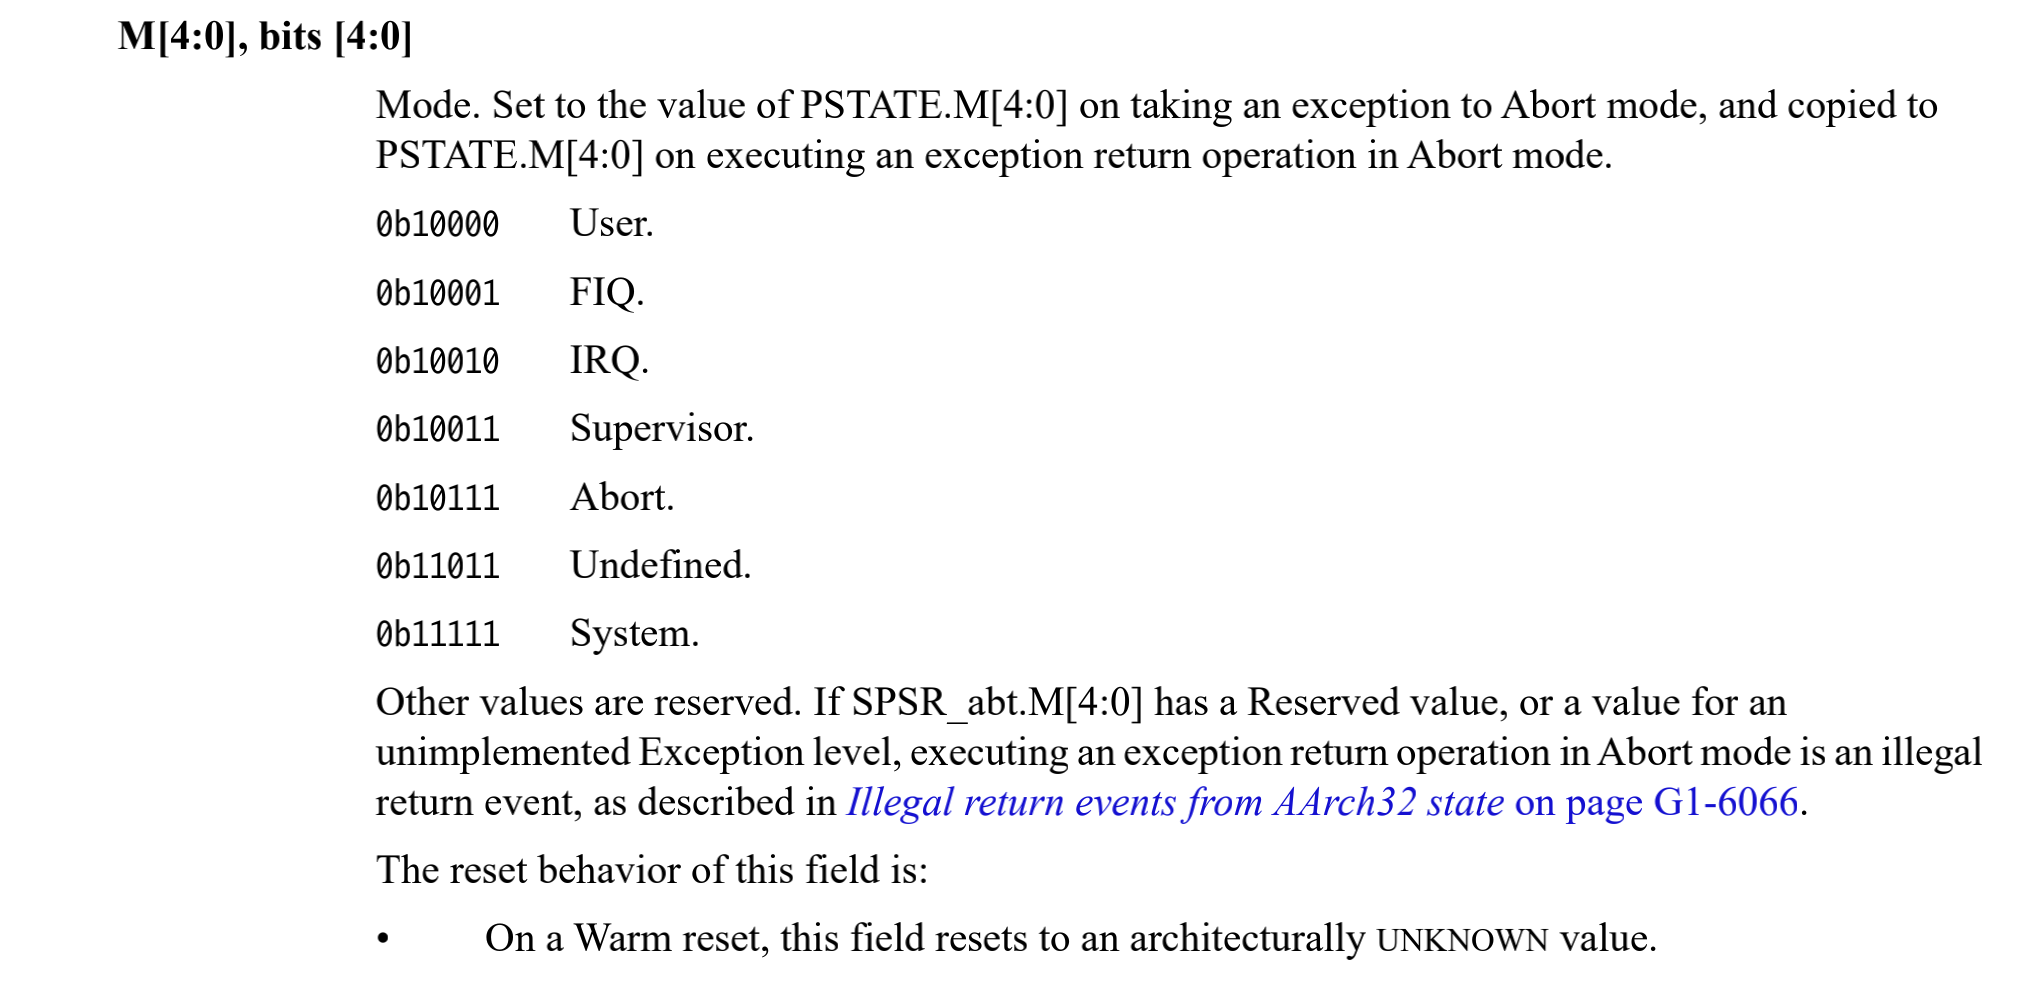 M[4:0], bits [4:0]
Mode. Set to the value of PSTATE.M[4:0] on taking an exception to Abort mode, and copied to
PSTATE.M[4:0] on executing an exception return operation in Abort mode.
0b10000 User.
0b10001 FIQ.
0b10010 IRQ.
0b10011 Supervisor.
0b10111 Abort.
0b11011 Undefined.
0b11111 System.
Other values are reserved. If SPSR_abt.M[4:0] has a Reserved value, or a value for an
unimplemented Exception level, executing an exception return operation in Abort mode is an illegal
return event, as described in Illegal return events from AArch32 state on page G1-6066.
The reset behavior of this field is:
• On a Warm reset, this field resets to an architecturally UNKNOWN value.